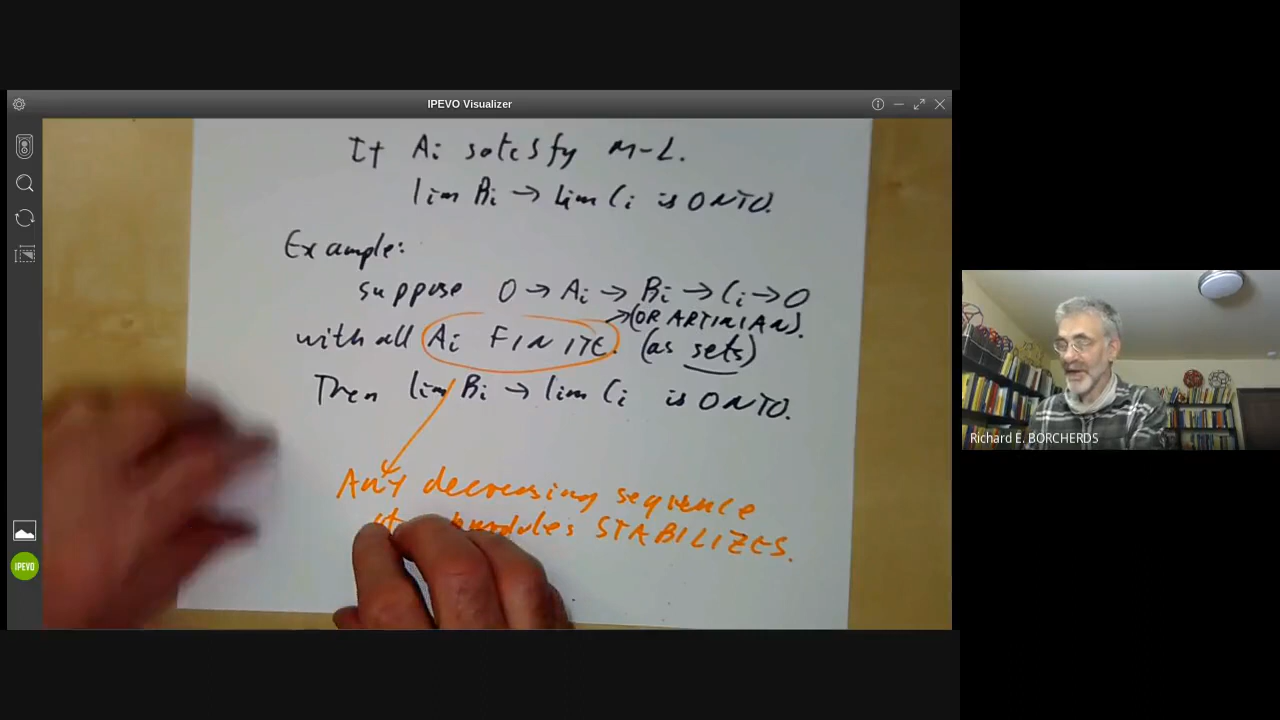 IPEVO Visualizer
If Ai satisfy M-L.
lim Bi → lim Ci is ONTO.
Example:
suppose 0 → Ai → Bi → Ci → 0
→ (OR ARTINIAN).
with all Ai FINITE. (as sets)
Then lim Bi → lim Ci is ONTO.
Any decreasing sequence
STABILIZES.
IPEVO
Richard E. BORCHERDS